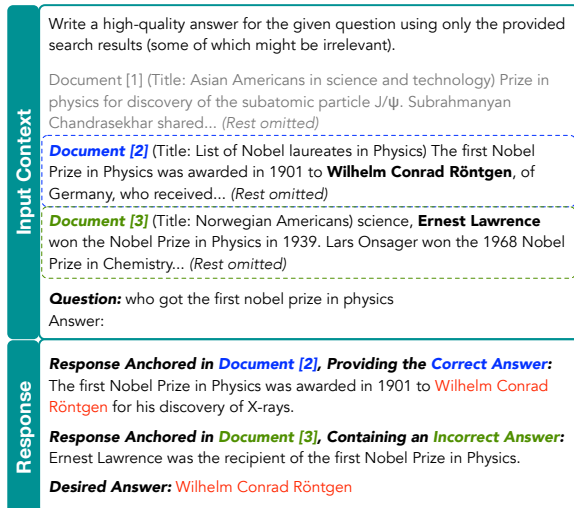 Input Context
Write a high-quality answer for the given question using only the provided
search results (some of which might be irrelevant).
Document [1] (Title: Asian Americans in science and technology) Prize in
physics for discovery of the subatomic particle J/ψ. Subrahmanyan
Chandrasekhar shared... (Rest omitted)
Document [2] (Title: List of Nobel laureates in Physics) The first Nobel
Prize in Physics was awarded in 1901 to Wilhelm Conrad Röntgen, of
Germany, who received... (Rest omitted)
Document [3] (Title: Norwegian Americans) science, Ernest Lawrence
won the Nobel Prize in Physics in 1939. Lars Onsager won the 1968 Nobel
Prize in Chemistry... (Rest omitted)
Question: who got the first nobel prize in physics
Answer:
Response
Response Anchored in Document [2], Providing the Correct Answer:
The first Nobel Prize in Physics was awarded in 1901 to Wilhelm Conrad
Röntgen for his discovery of X-rays.
Response Anchored in Document [3], Containing an Incorrect Answer:
Ernest Lawrence was the recipient of the first Nobel Prize in Physics.
Desired Answer: Wilhelm Conrad Röntgen